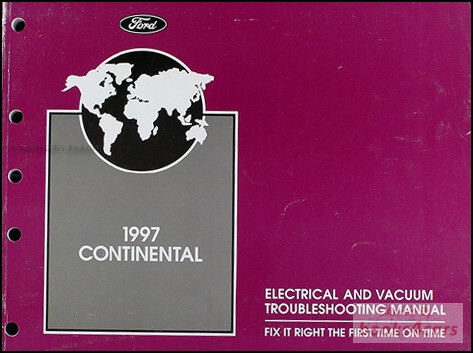 Ford
1997
CONTINENTAL
ELECTRICAL AND VACUUM
TROUBLESHOOTING MANUAL
FIX IT RIGHT THE FIRST TIME ON TIME